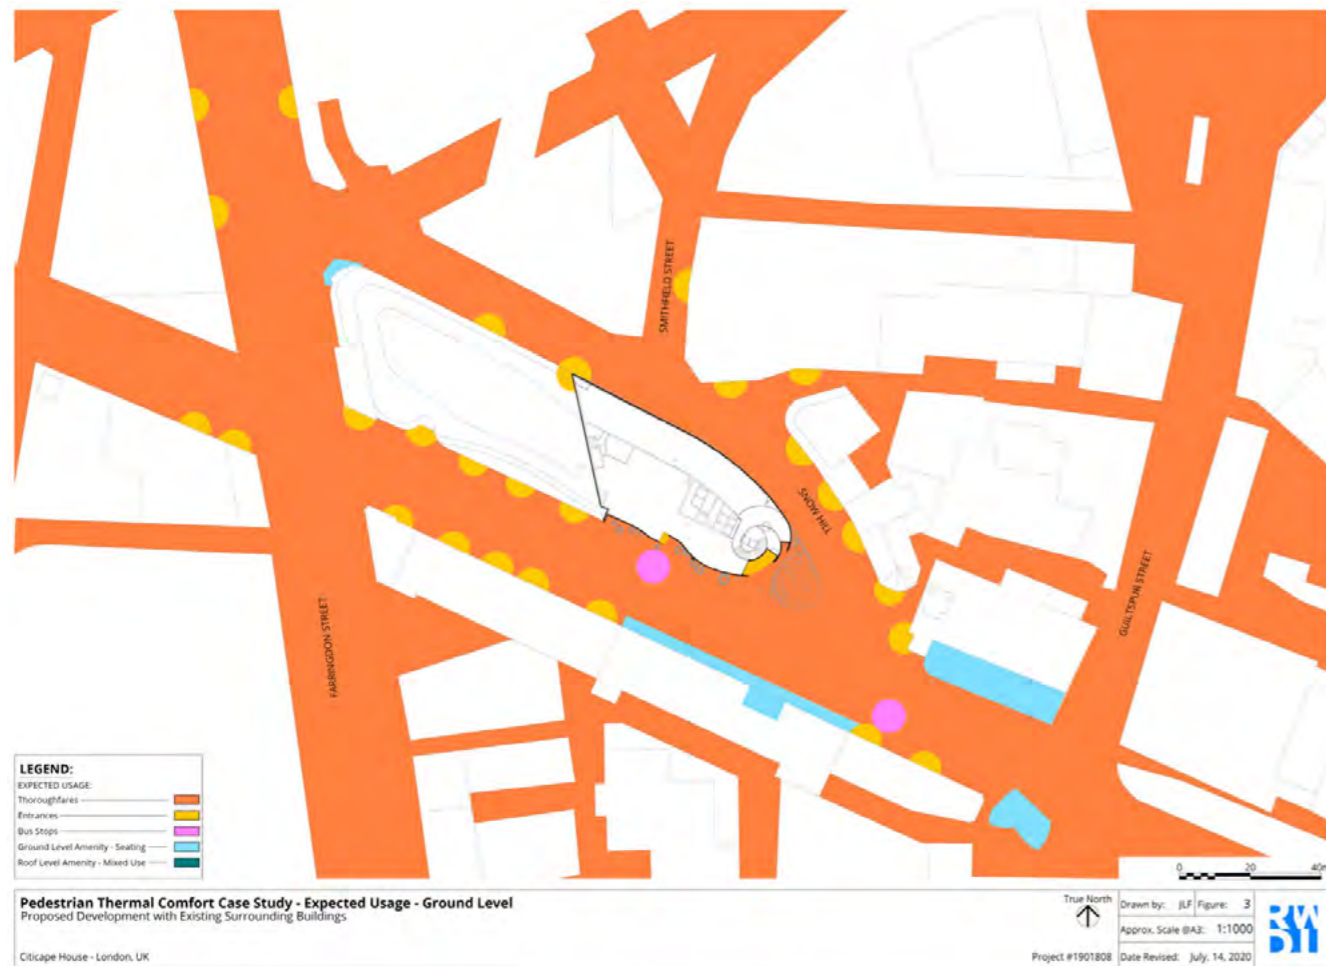 SMITHFIELD STREET
SNOW HILL
GUILTSPUR STREET
FARRINGDON STREET
LEGEND:
EXPECTED USAGE:
Thoroughfares
Entrances
Bus Stops
Ground Level Amenity - Seating
Roof Level Amenity - Mixed Use
0 20 40m
Pedestrian Thermal Comfort Case Study - Expected Usage - Ground Level
Proposed Development with Existing Surrounding Buildings
Citicape House - London, UK
True North
Project #1901808
Drawn by: JLF Figure: 3
Approx. Scale @A3: 1:1000
Date Revised: July. 14, 2020
RWDI